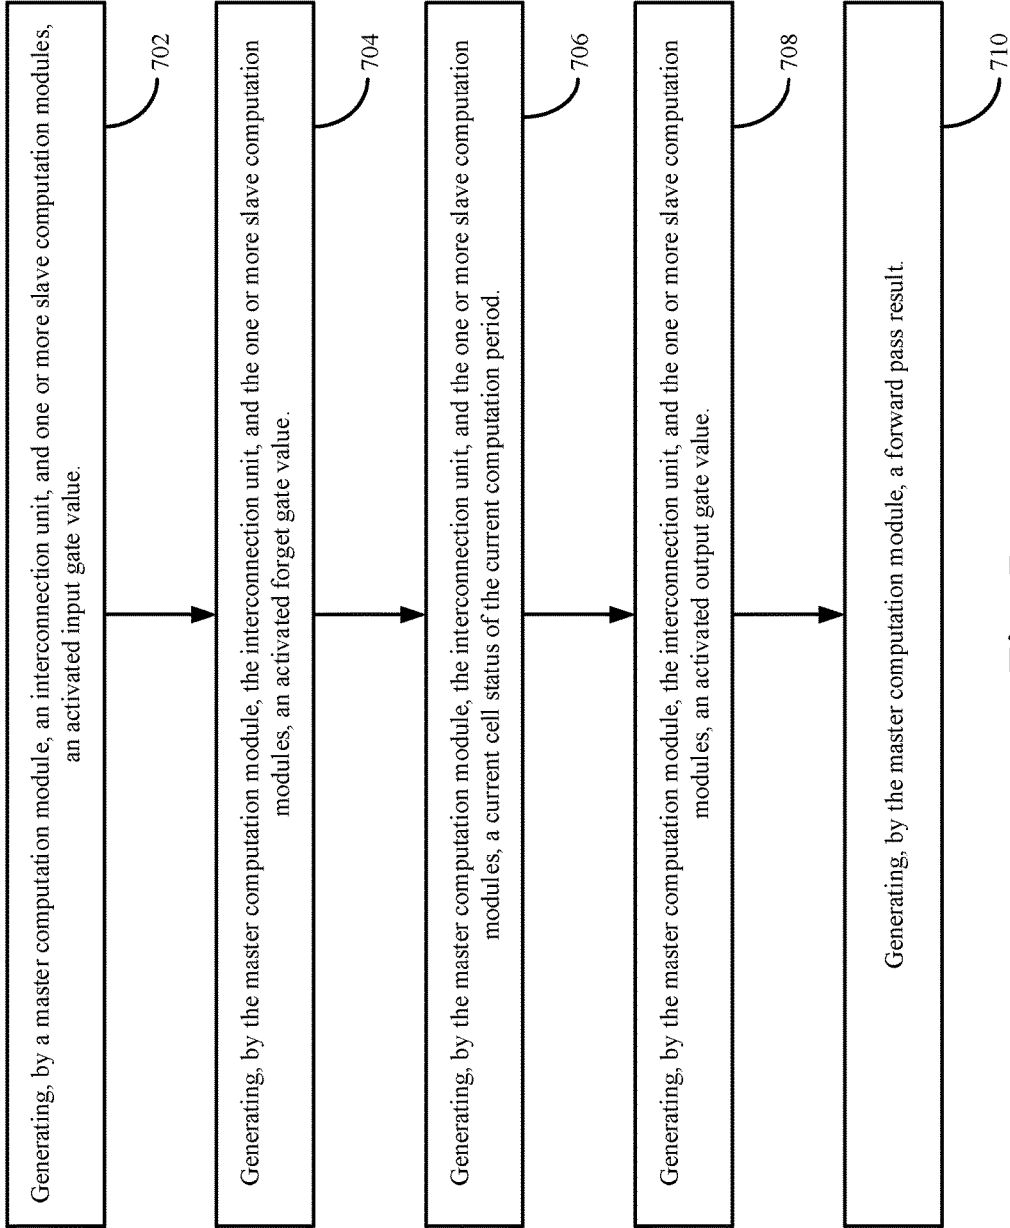 Generating, by a master computation module, an interconnection unit, and one or more slave computation modules,
an activated input gate value.
702
Generating, by the master computation module, the interconnection unit, and the one or more slave computation
modules, an activated forget gate value.
704
Generating, by the master computation module, the interconnection unit, and the one or more slave computation
modules, a current cell status of the current computation period.
706
Generating, by the master computation module, the interconnection unit, and the one or more slave computation
modules, an activated output gate value.
708
Generating, by the master computation module, a forward pass result.
710